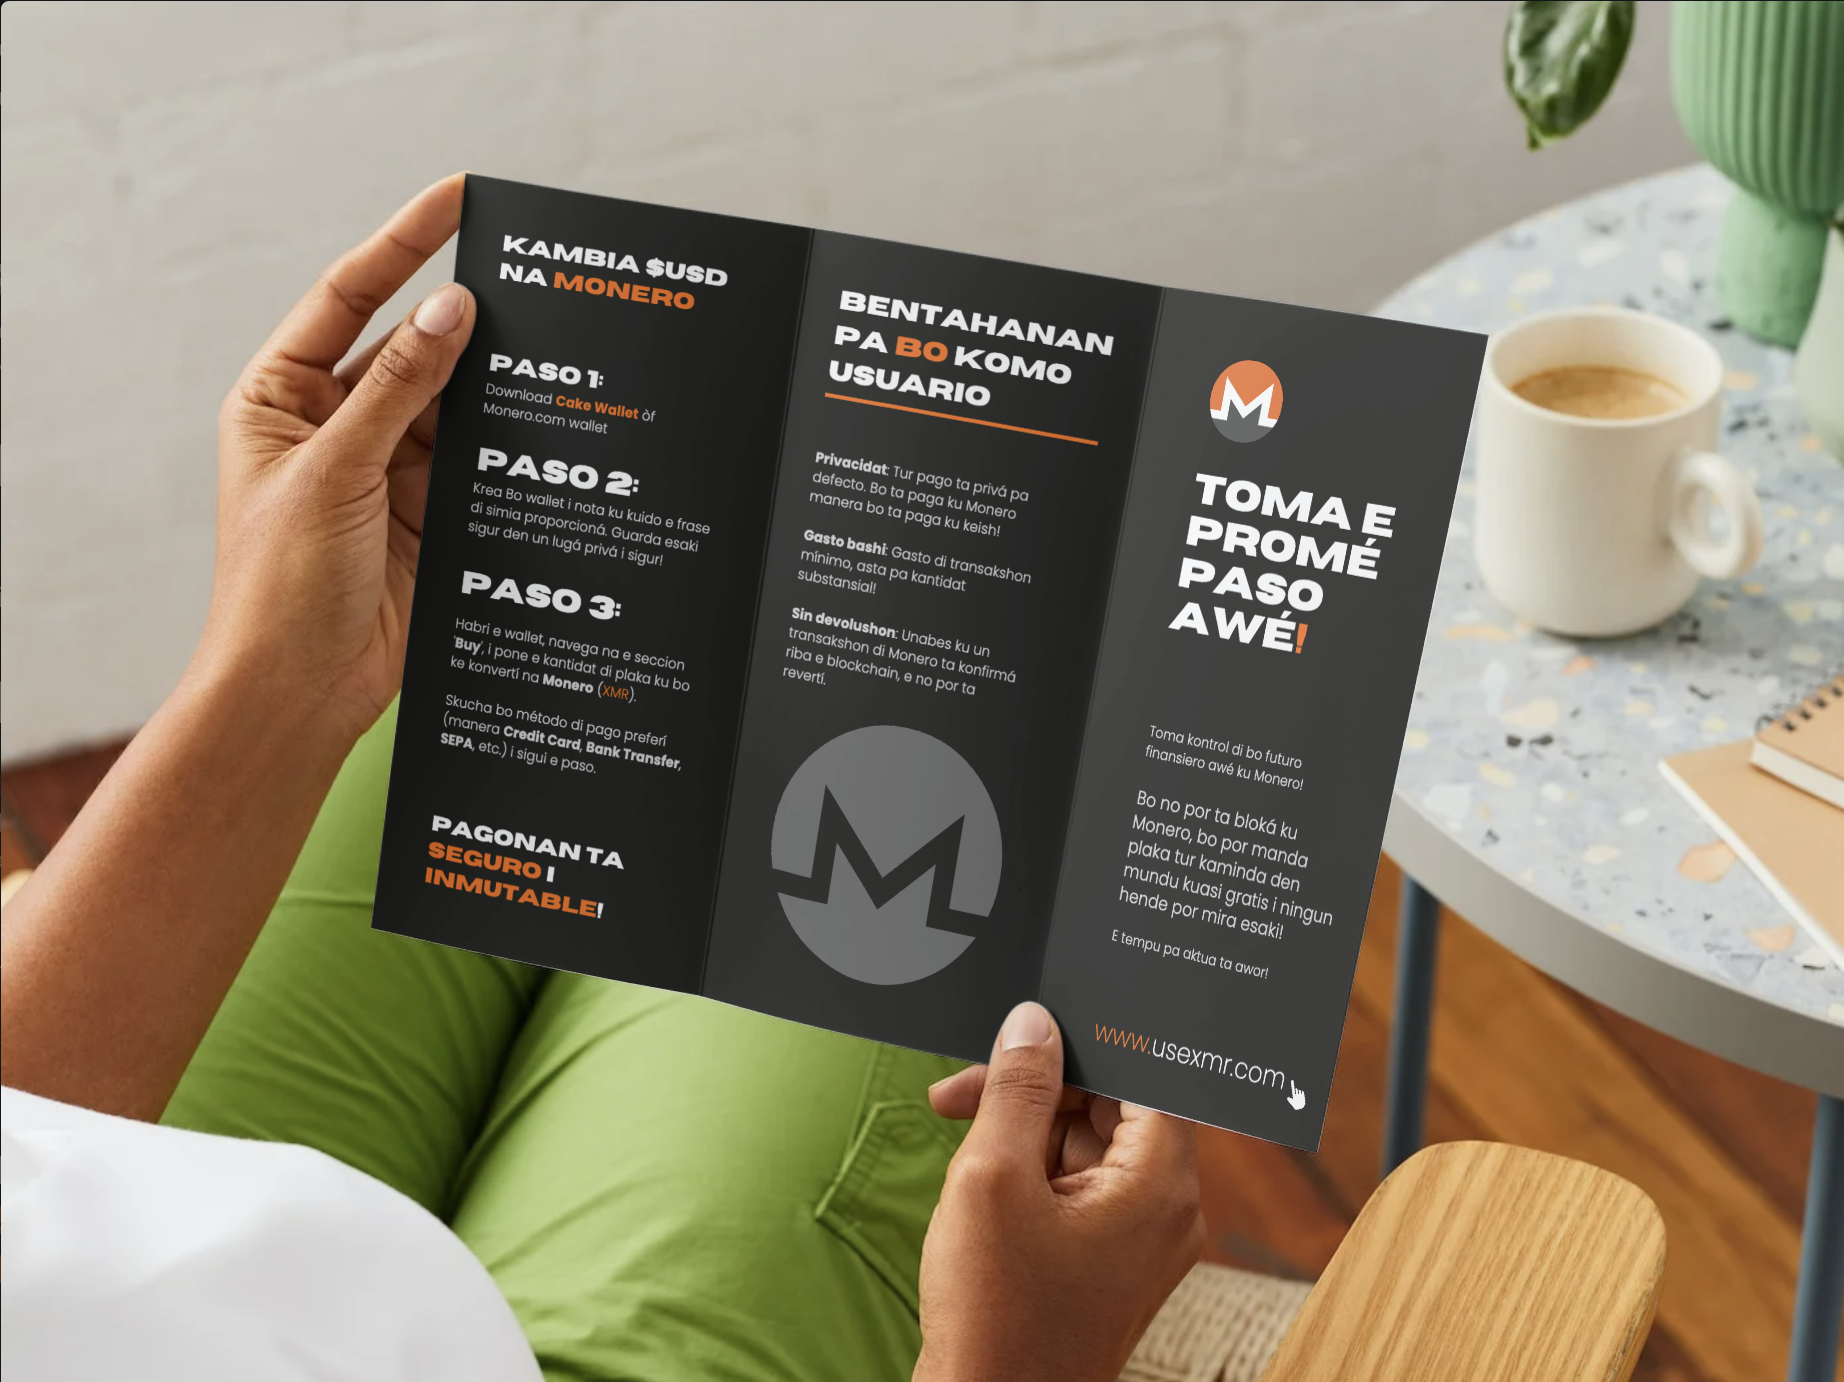 KAMBIA $USD
NA MONERO
PASO 1:
Download Cake Wallet òf
Monero.com wallet
PASO 2:
Krea Bo wallet i nota ku kuido e frase
di simia proporcioná. Guarda esaki
sigur den un lugá privá i sigur!
PASO 3:
Habri e wallet, navega na e seccion
'Buy', i pone e kantidat di plaka ku bo
ke konvertí na Monero (XMR).
Skucha bo método di pago preferí
(manera Credit Card, Bank Transfer,
SEPA, etc.) i sigui e paso.
PAGONAN TA
SEGURO I
INMUTABLE!
BENTAHANAN
PA BO KOMO
USUARIO
Privacidat: Tur pago ta privá pa
defecto. Bo ta paga ku Monero
manera bo ta paga ku keish!
Gasto bashi: Gasto di transakshon
mínimo, asta pa kantidat
substansial!
Sin devolushon: Unabes ku un
transakshon di Monero ta konfirmá
riba e blockchain, e no por ta
revertí.
TOMA E
PROMÉ
PASO
AWÉ!
Toma kontrol di bo futuro
finansiero awé ku Monero!
Bo no por ta bloká ku
Monero, bo por manda
plaka tur kaminda den
mundu kuasi gratis i ningun
hende por mira esaki!
E tempu pa aktua ta awor!
www.usexmr.com